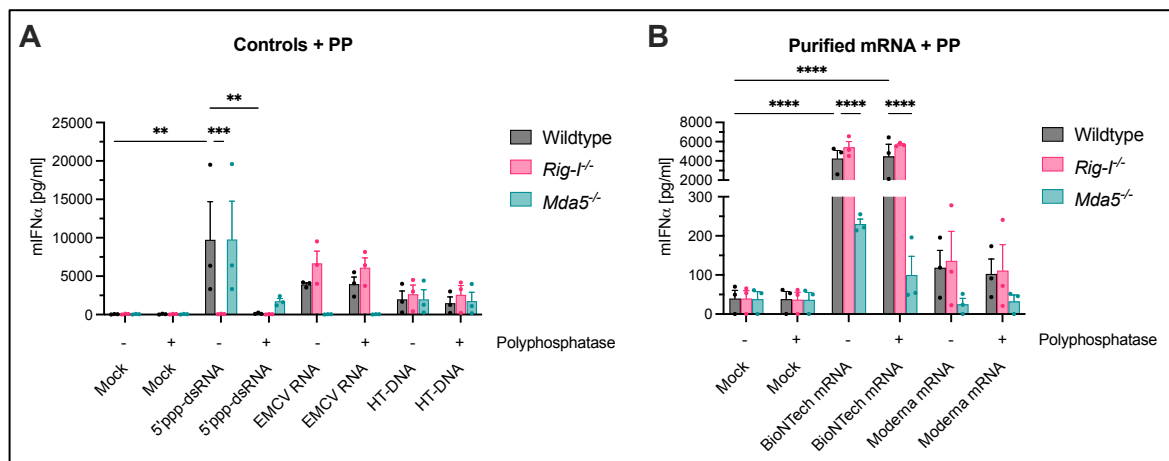 A
Controls + PP
** 
** ***
mIFNα [pg/ml]
25000
20000
15000
10000
5000
0
Wildtype
Rig-I-/-
Mda5-/-
- + - + - + - + Polyphosphatase
Mock
Mock
5'ppp-dsRNA
5'ppp-dsRNA
EMCV RNA
EMCV RNA
HT-DNA
HT-DNA
B
Purified mRNA + PP
****
**** **** ****
mIFNα [pg/ml]
8000
6000
4000
2000
200
150
100
50
0
Wildtype
Rig-I-/-
Mda5-/-
- + - + - + Polyphosphatase
Mock
Mock
BioNTech mRNA
BioNTech mRNA
Moderna mRNA
Moderna mRNA